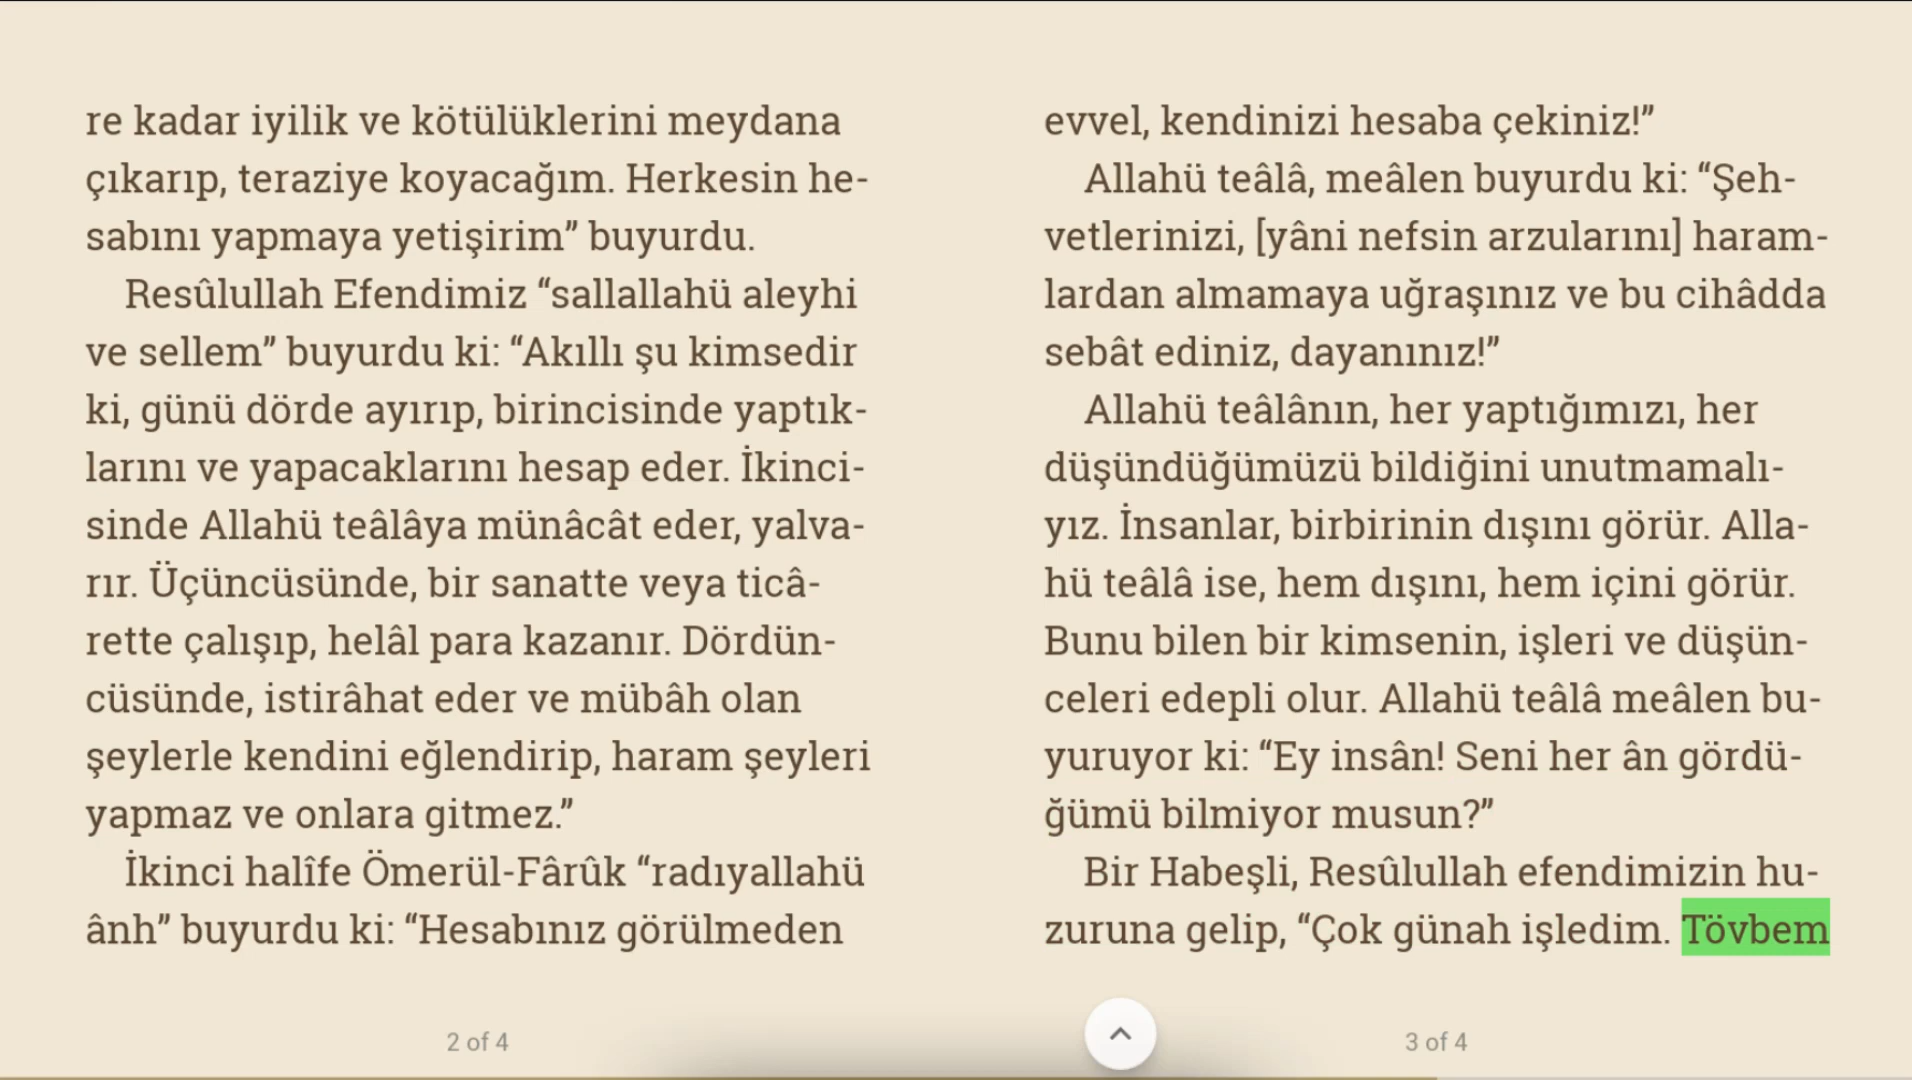 re kadar iyilik ve kötülüklerini meydana
çıkarıp, teraziye koyacağım. Herkesin he-
sabını yapmaya yetişirim” buyurdu.
Resûlullah Efendimiz “sallallahü aleyhi
ve sellem” buyurdu ki: “Akıllı şu kimsedir
ki, günü dörde ayırıp, birincisinde yaptık-
larını ve yapacaklarını hesap eder. İkinci-
sinde Allahü teâlâya münâcât eder, yalva-
rır. Üçüncüsünde, bir sanatte veya ticâ-
rette çalışıp, helâl para kazanır. Dördün-
cüsünde, istirâhat eder ve mübâh olan
şeylerle kendini eğlendirip, haram şeyleri
yapmaz ve onlara gitmez.”
İkinci halîfe Ömerül-Fârûk “radıyallahü
ânh” buyurdu ki: “Hesabınız görülmeden
2 of 4
evvel, kendinizi hesaba çekiniz!”
Allahü teâlâ, meâlen buyurdu ki: “Şeh-
vetlerinizi, [yâni nefsin arzularını] haram-
lardan almamaya uğraşınız ve bu cihâdda
sebât ediniz, dayanınız!”
Allahü teâlânın, her yaptığımızı, her
düşündüğümüzü bildiğini unutmamalı-
yız. İnsanlar, birbirinin dışını görür. Alla-
hü teâlâ ise, hem dışını, hem içini görür.
Bunu bilen bir kimsenin, işleri ve düşün-
celeri edepli olur. Allahü teâlâ meâlen bu-
yuruyor ki: “Ey insân! Seni her ân gördü-
ğümü bilmiyor musun?”
Bir Habeşli, Resûlullah efendimizin hu-
zuruna gelip, “Çok günah işledim. Tövbem
3 of 4